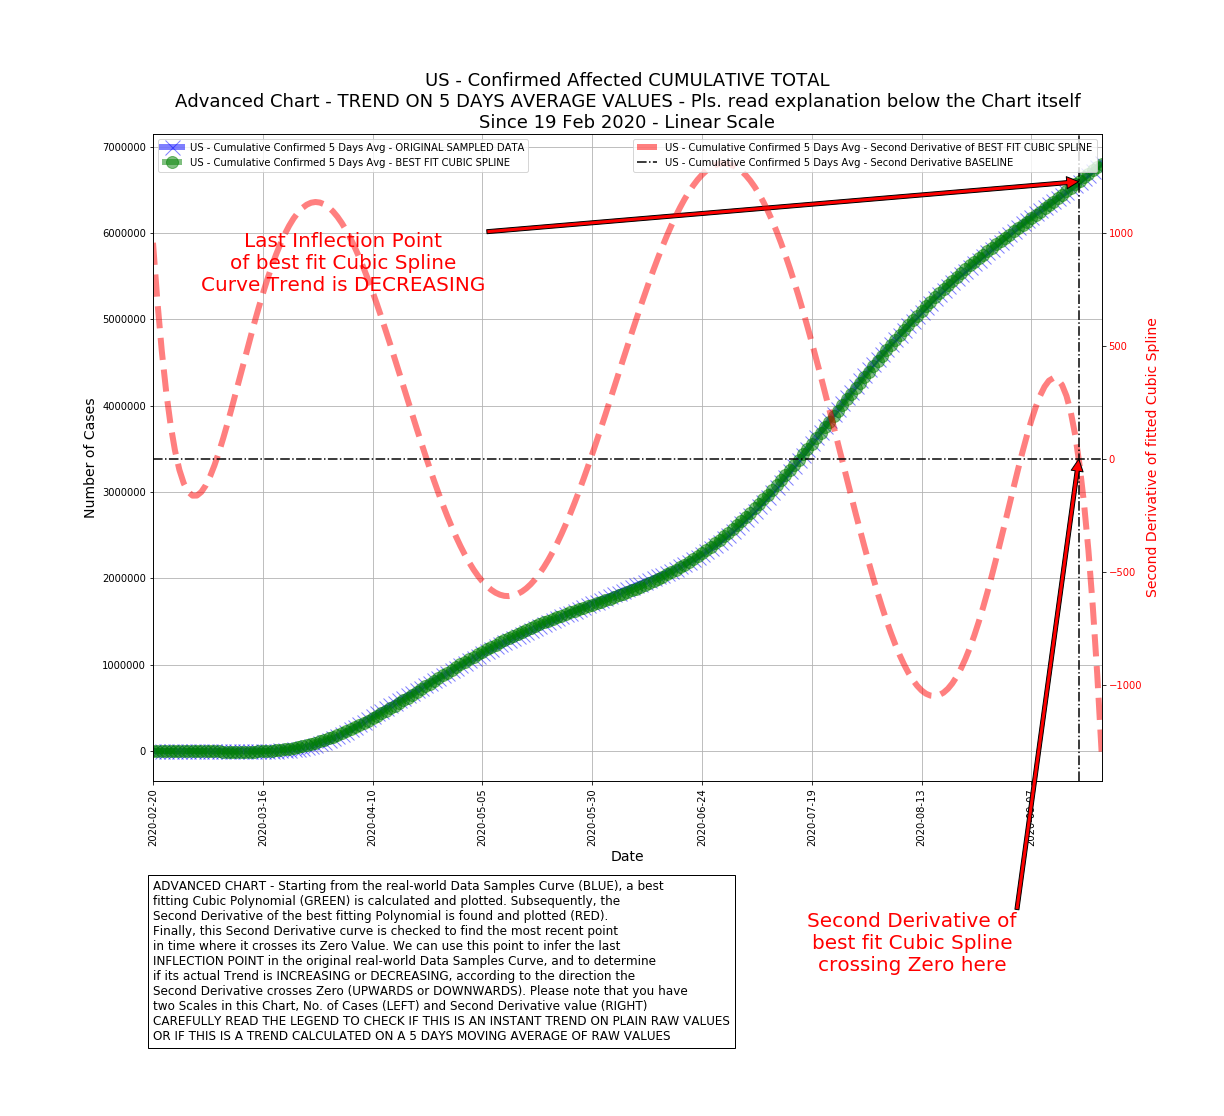 US - Confirmed Affected CUMULATIVE TOTAL
Advanced Chart - TREND ON 5 DAYS AVERAGE VALUES - Pls. read explanation below the Chart itself
Since 19 Feb 2020 - Linear Scale
US - Cumulative Confirmed 5 Days Avg - ORIGINAL SAMPLED DATA
US - Cumulative Confirmed 5 Days Avg - BEST FIT CUBIC SPLINE
US - Cumulative Confirmed 5 Days Avg - Second Derivative of BEST FIT CUBIC SPLINE
US - Cumulative Confirmed 5 Days Avg - Second Derivative BASELINE
Last Inflection Point
of best fit Cubic Spline
Curve Trend is DECREASING
Number of Cases
7000000
6000000
5000000
4000000
3000000
2000000
1000000
0
1000
500
0
−500
−1000
Second Derivative of fitted Cubic Spline
2020-02-20
2020-03-16
2020-04-10
2020-05-05
2020-05-30
2020-06-24
2020-07-19
2020-08-13
2020-09-07
Date
ADVANCED CHART - Starting from the real-world Data Samples Curve (BLUE), a best
fitting Cubic Polynomial (GREEN) is calculated and plotted. Subsequently, the
Second Derivative of the best fitting Polynomial is found and plotted (RED).
Finally, this Second Derivative curve is checked to find the most recent point
in time where it crosses its Zero Value. We can use this point to infer the last
INFLECTION POINT in the original real-world Data Samples Curve, and to determine
if its actual Trend is INCREASING or DECREASING, according to the direction the
Second Derivative crosses Zero (UPWARDS or DOWNWARDS). Please note that you have
two Scales in this Chart, No. of Cases (LEFT) and Second Derivative value (RIGHT)
CAREFULLY READ THE LEGEND TO CHECK IF THIS IS AN INSTANT TREND ON PLAIN RAW VALUES
OR IF THIS IS A TREND CALCULATED ON A 5 DAYS MOVING AVERAGE OF RAW VALUES
Second Derivative of
best fit Cubic Spline
crossing Zero here